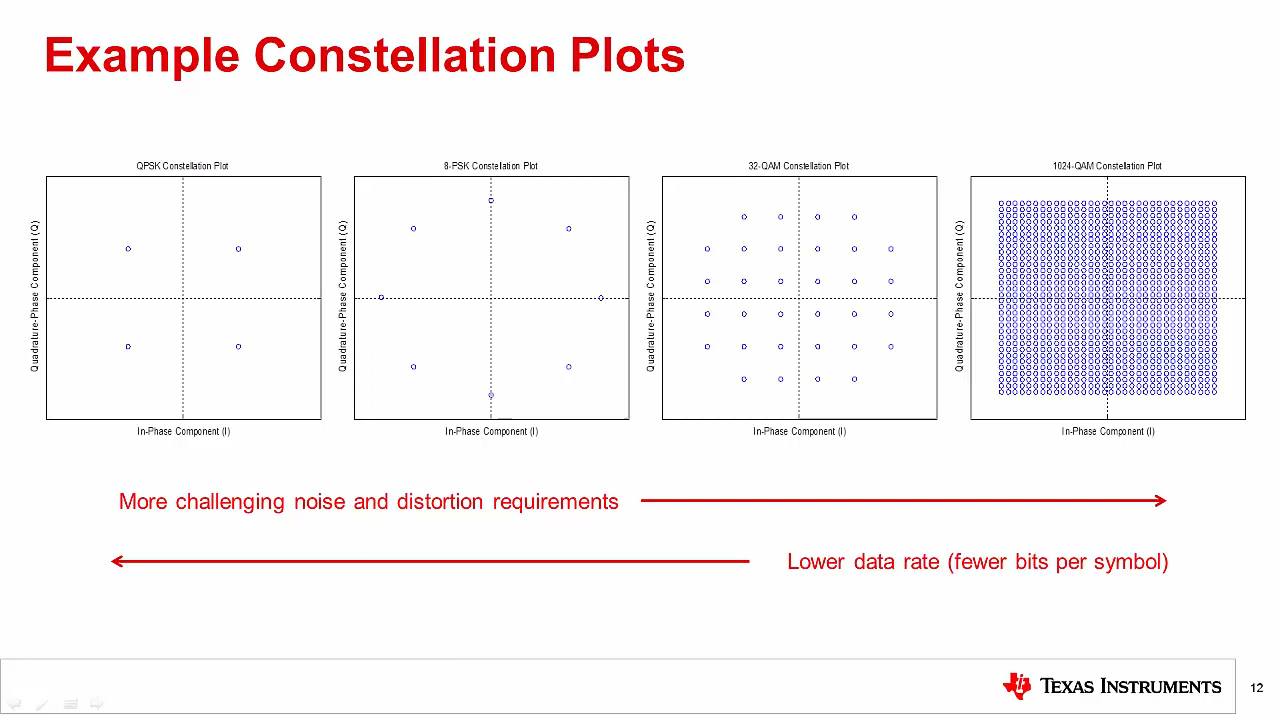 Example Constellation Plots
QPSK Constellation Plot
Quadrature-Phase Component (Q)
In-Phase Component (I)
8-PSK Constellation Plot
Quadrature-Phase Component (Q)
In-Phase Component (I)
32-QAM Constellation Plot
Quadrature-Phase Component (Q)
In-Phase Component (I)
1024-QAM Constellation Plot
Quadrature-Phase Component (Q)
In-Phase Component (I)
More challenging noise and distortion requirements
Lower data rate (fewer bits per symbol)
TEXAS INSTRUMENTS
12